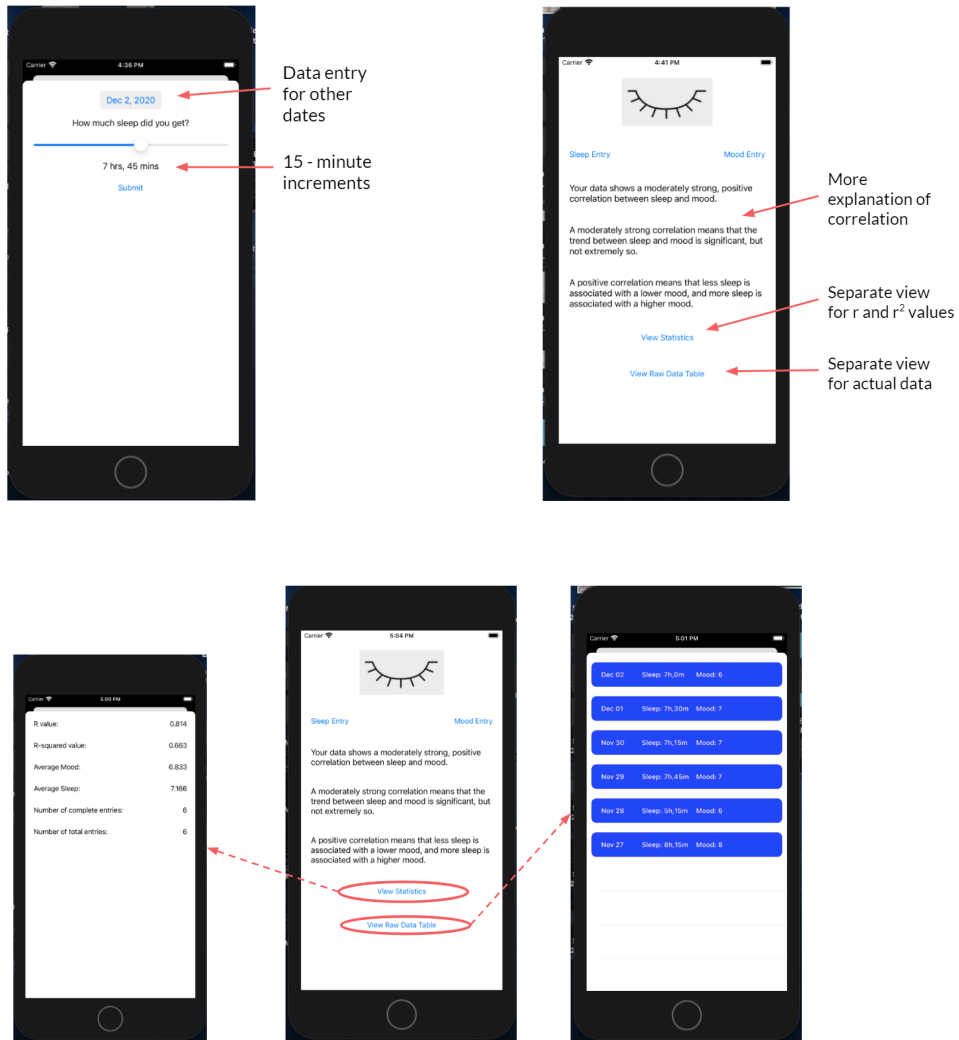 Carrier
4:36 PM
Dec 2, 2020
How much sleep did you get?
7 hrs, 45 mins
Submit
Data entry
for other
dates
15 - minute
increments
Carrier
4:41 PM
Sleep Entry
Mood Entry
Your data shows a moderately strong, positive
correlation between sleep and mood.
A moderately strong correlation means that the
trend between sleep and mood is significant, but
not extremely so.
A positive correlation means that less sleep is
associated with a lower mood, and more sleep is
associated with a higher mood.
View Statistics
View Raw Data Table
More
explanation of
correlation
Separate view
for r and r² values
Separate view
for actual data
Carrier
5:00 PM
R value: 0.814
R-squared value: 0.663
Average Mood: 6.833
Average Sleep: 7.166
Number of complete entries: 6
Number of total entries: 6
Carrier
5:04 PM
Sleep Entry
Mood Entry
Your data shows a moderately strong, positive
correlation between sleep and mood.
A moderately strong correlation means that the
trend between sleep and mood is significant, but
not extremely so.
A positive correlation means that less sleep is
associated with a lower mood, and more sleep is
associated with a higher mood.
View Statistics
View Raw Data Table
Carrier
5:01 PM
Dec 02 Sleep: 7h,0m Mood: 6
Dec 01 Sleep: 7h,30m Mood: 7
Nov 30 Sleep: 7h,15m Mood: 7
Nov 29 Sleep: 7h,45m Mood: 7
Nov 28 Sleep: 5h,15m Mood: 6
Nov 27 Sleep: 8h,15m Mood: 8